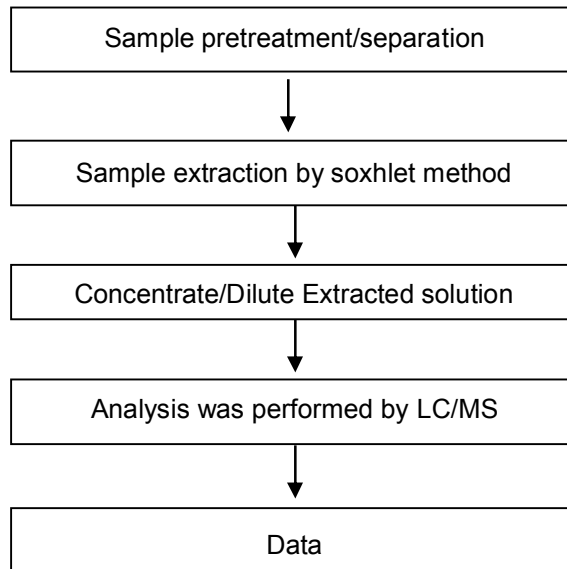 Sample pretreatment/separation
Sample extraction by soxhlet method
Concentrate/Dilute Extracted solution
Analysis was performed by LC/MS
Data